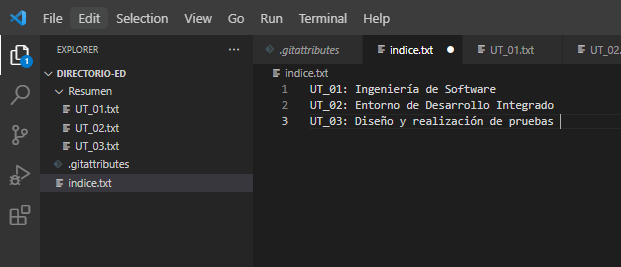 File Edit Selection View Go Run Terminal Help
EXPLORER ...
.gitattributes indice.txt UT_01.txt UT_02.
DIRECTORIO-ED
indice.txt
Resumen
1 UT_01: Ingeniería de Software
UT_01.txt
2 UT_02: Entorno de Desarrollo Integrado
UT_02.txt
3 UT_03: Diseño y realización de pruebas
UT_03.txt
.gitattributes
indice.txt
1